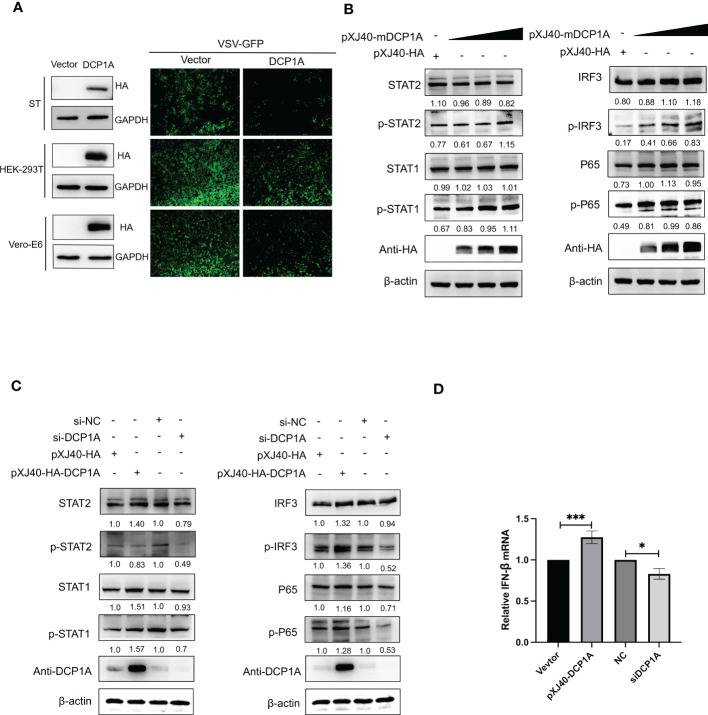 A
VSV-GFP
Vector DCP1A
Vector DCP1A
ST
HA
GAPDH
HEK-293T
HA
GAPDH
Vero-E6
HA
GAPDH
B
pXJ40-mDCP1A -
pXJ40-HA + - - -
STAT2
1.10 0.96 0.89 0.82
p-STAT2
0.77 0.61 0.67 1.15
STAT1
0.99 1.02 1.03 1.01
p-STAT1
0.67 0.83 0.95 1.11
Anti-HA
β-actin
pXJ40-mDCP1A -
pXJ40-HA + - - -
IRF3
0.80 0.88 1.10 1.18
p-IRF3
0.17 0.41 0.66 0.83
P65
0.73 1.00 1.13 0.95
p-P65
0.49 0.81 0.99 0.86
Anti-HA
β-actin
C
si-NC - - + -
si-DCP1A - - - +
pXJ40-HA + - - -
pXJ40-HA-DCP1A - + - -
STAT2
1.0 1.40 1.0 0.79
p-STAT2
1.0 0.83 1.0 0.49
STAT1
1.0 1.51 1.0 0.93
p-STAT1
1.0 1.57 1.0 0.7
Anti-DCP1A
β-actin
si-NC - - + -
si-DCP1A - - - +
pXJ40-HA + - - -
pXJ40-HA-DCP1A - + - -
IRF3
1.0 1.32 1.0 0.94
p-IRF3
1.0 1.36 1.0 0.52
P65
1.0 1.16 1.0 0.71
p-P65
1.0 1.28 1.0 0.53
Anti-DCP1A
β-actin
D
Relative IFN-β mRNA
1.5
1.0
0.5
0.0
***
*
Vevtor
pXJ40-DCP1A
NC
siDCP1A